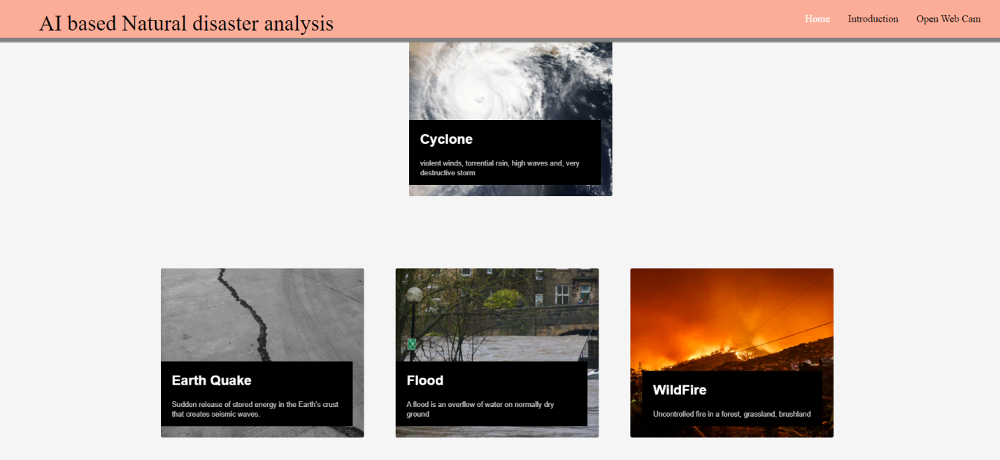 AI based Natural disaster analysis
Home Introduction Open Web Cam
Cyclone
violent winds, torrential rain, high waves and, very
destructive storm
Earth Quake
Sudden release of stored energy in the Earth's crust
that creates seismic waves.
Flood
A flood is an overflow of water on normally dry
ground
WildFire
Uncontrolled fire in a forest, grassland, brushland